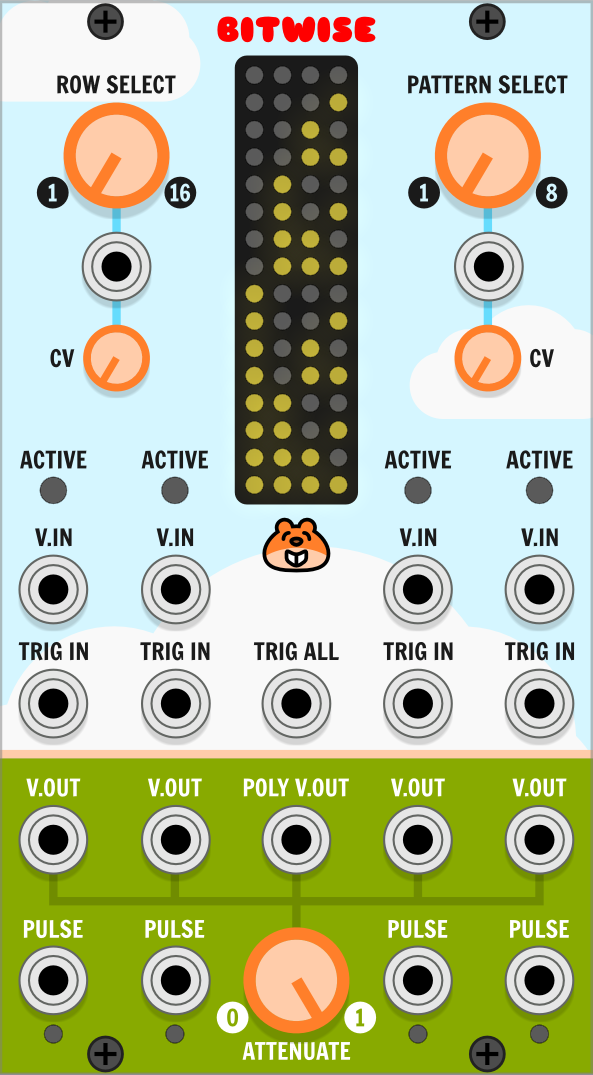 BITWISE
ROW SELECT PATTERN SELECT
1 16 1 8
CV CV
ACTIVE ACTIVE ACTIVE ACTIVE
V.IN V.IN V.IN V.IN
TRIG IN TRIG IN TRIG ALL TRIG IN TRIG IN
V.OUT V.OUT POLY V.OUT V.OUT V.OUT
PULSE PULSE PULSE PULSE
0 1
ATTENUATE